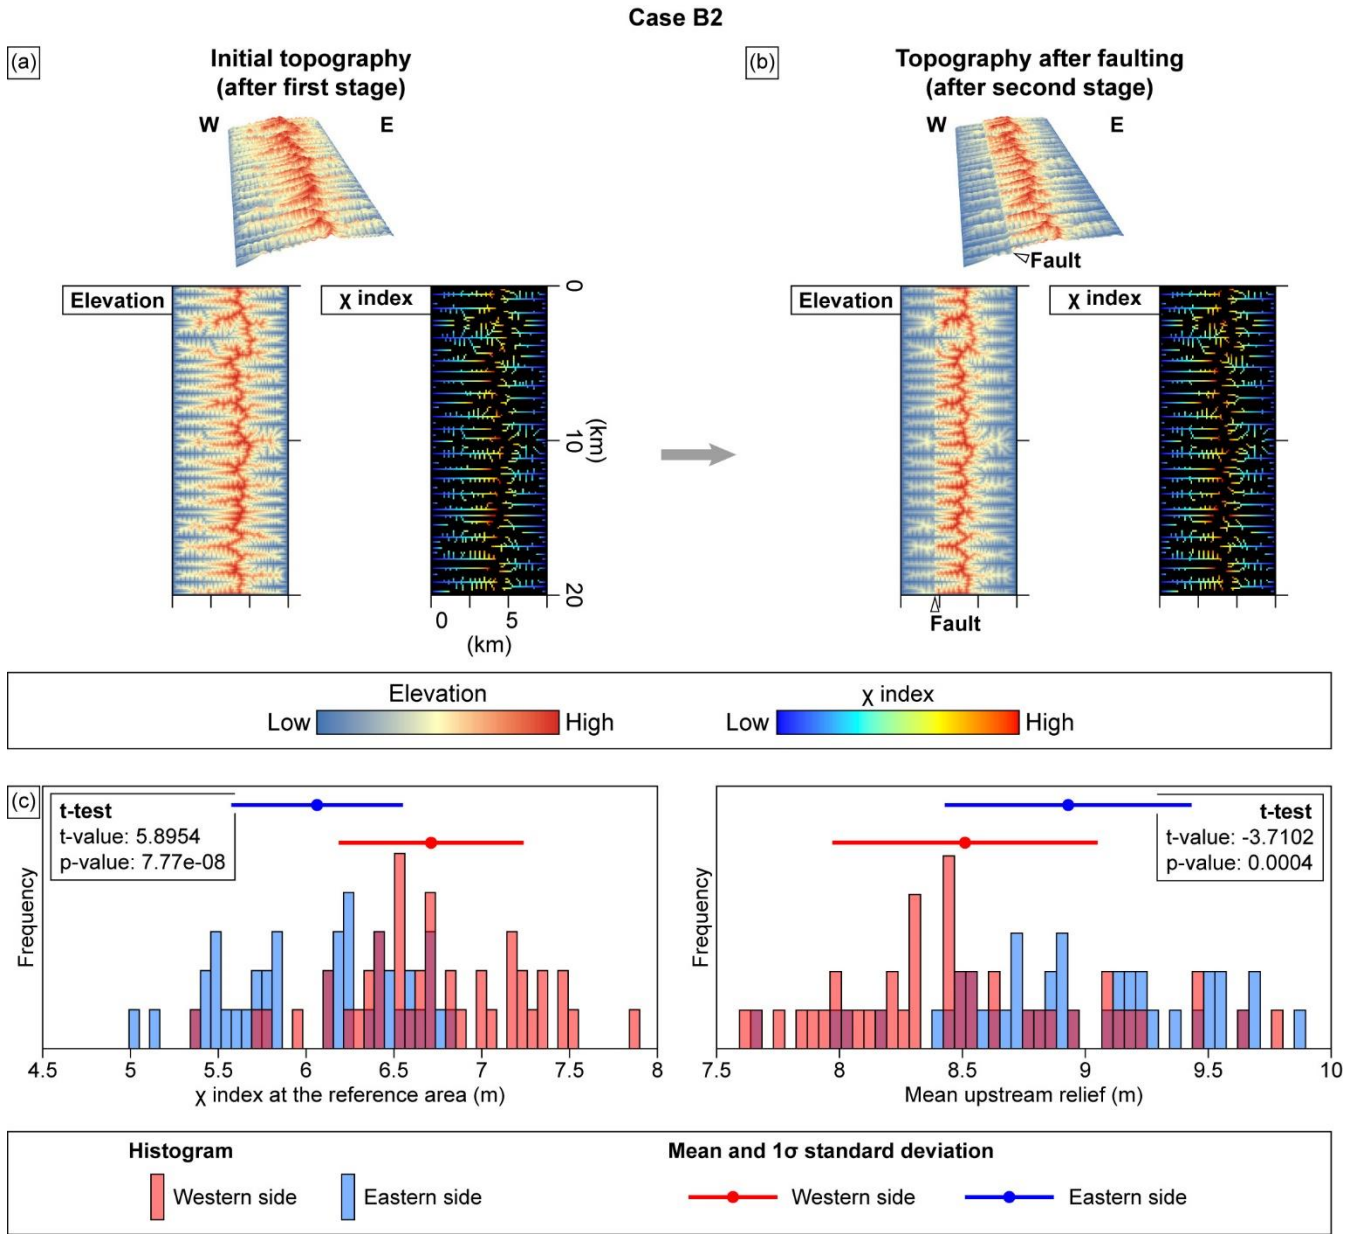 Case B2
(a)
Initial topography
(after first stage)
W
E
Elevation
χ index
0
10
(km)
20
0
5
(km)
(b)
Topography after faulting
(after second stage)
W
E
Fault
Elevation
χ index
Fault
Elevation
Low
High
χ index
Low
High
(c)
t-test
t-value: 5.8954
p-value: 7.77e-08
Frequency
4.5
5
5.5
6
6.5
7
7.5
8
χ index at the reference area (m)
t-test
t-value: -3.7102
p-value: 0.0004
Frequency
7.5
8
8.5
9
9.5
10
Mean upstream relief (m)
Histogram
Western side
Eastern side
Mean and 1σ standard deviation
Western side
Eastern side